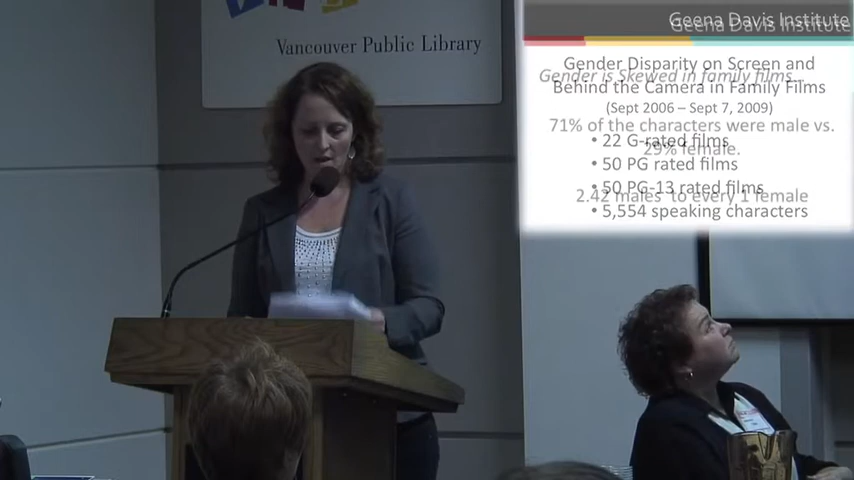 Vancouver Public Library
Geena Davis Institute
Geena Davis Institute
Gender Disparity on Screen and
Behind the Camera in Family Films
(Sept 2006 – Sept 7, 2009)
• 22 G-rated films
• 50 PG rated films
• 50 PG-13 rated films
• 5,554 speaking characters
Gender is Skewed in family films...
71% of the characters were male vs.
29% female.
2.42 males to every 1 female